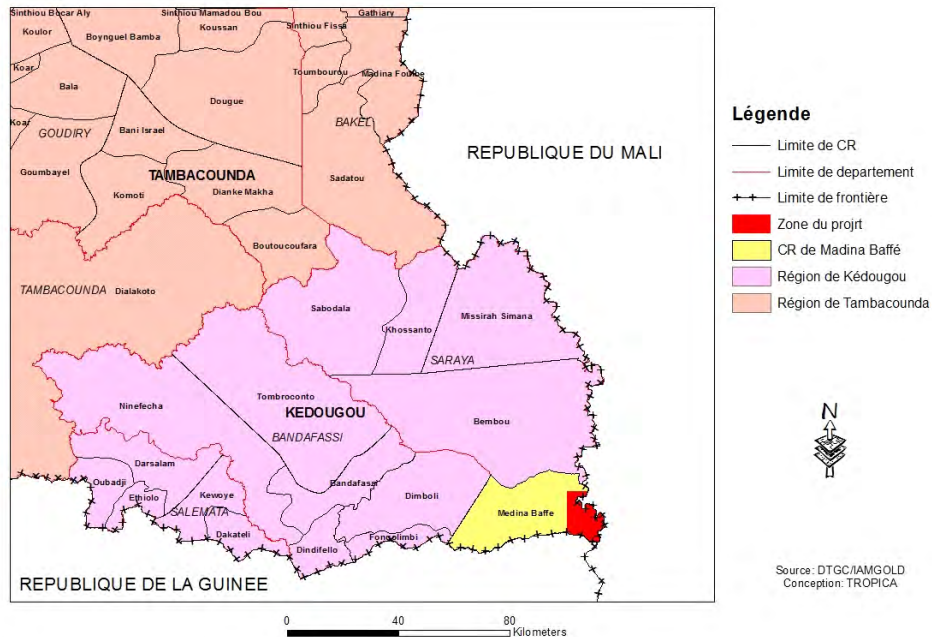 Sinthiou Bocar Aly
Sinthiou Mamadou Bou
Gathiary
Koulor
Boynguel Bamba
Koussan
Sinthiou Fissa
Koar
Bala
Toumbourou
Madina Foulbe
Dougue
Koar
GOUDIRY
Bani Israel
BAKEL
REPUBLIQUE DU MALI
Goumbayel
TAMBACOUNDA
Sadatou
Komoti
Dianke Makha
Boutoucoufara
TAMBACOUNDA
Dialakoto
Sabodala
Khossanto
Missirah Simana
SARAYA
Tombroconto
Ninefecha
KEDOUGOU
Bembou
BANDAFASSI
Darsalam
Oubadji
Bandafassi
Ethiolo
Kewoye
Dimboli
SALEMATA
Medina Baffe
Dakateli
Fongolimbi
Dindifello
REPUBLIQUE DE LA GUINEE
Légende
Limite de CR
Limite de departement
Limite de frontière
Zone du projrt
CR de Madina Baffé
Région de Kédougou
Région de Tambacounda
N
Source: DTGC/IAMGOLD
Conception: TROPICA
0 40 80
Kilometers